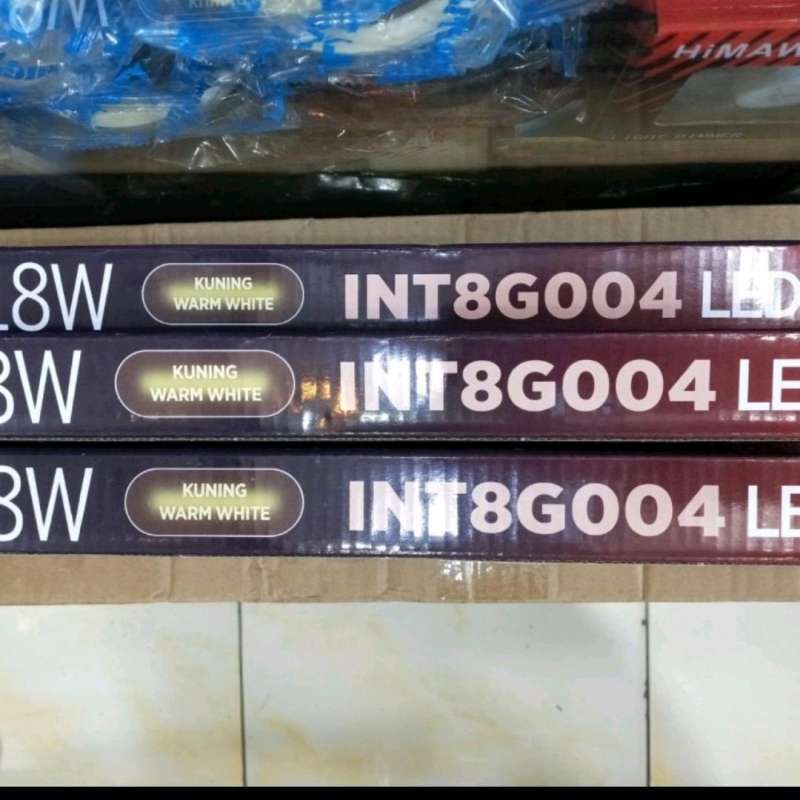 8W
HiMAW
18W KUNING WARM WHITE INT8G004 LED
8W KUNING WARM WHITE INT8G004 LE
8W KUNING WARM WHITE INT8G004 LE